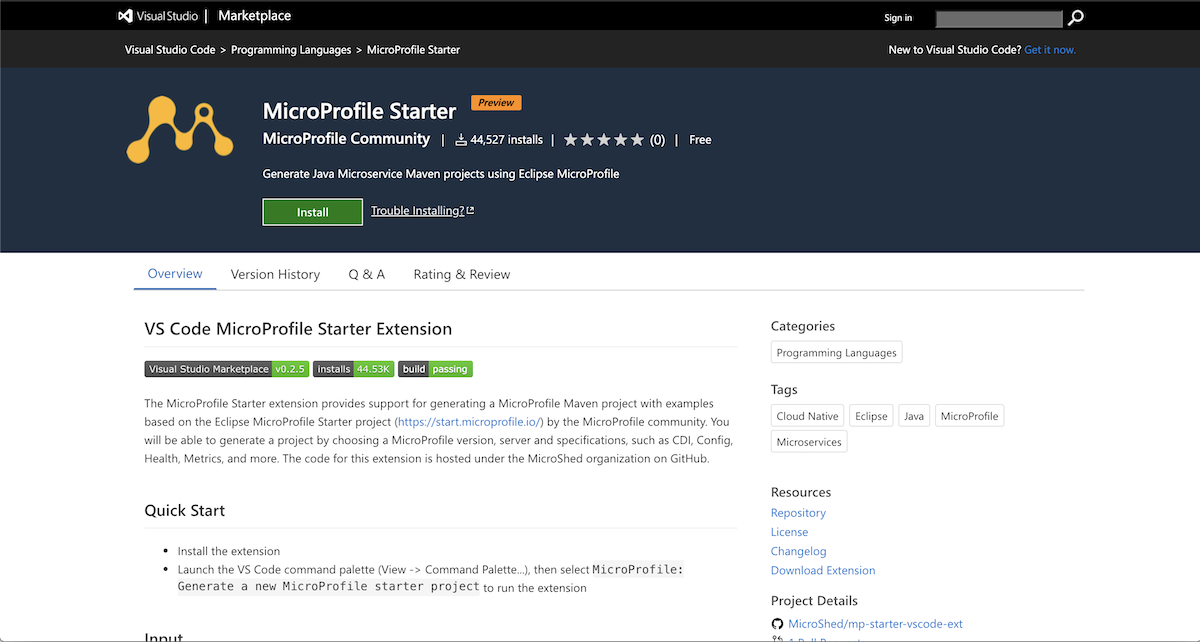 Visual Studio | Marketplace
Sign in
Visual Studio Code > Programming Languages > MicroProfile Starter
New to Visual Studio Code? Get it now.
MicroProfile Starter Preview
MicroProfile Community | 44,527 installs | (0) | Free
Generate Java Microservice Maven projects using Eclipse MicroProfile
Install Trouble Installing?
Overview Version History Q & A Rating & Review
VS Code MicroProfile Starter Extension
Visual Studio Marketplace v0.2.5 installs 44.53K build passing
The MicroProfile Starter extension provides support for generating a MicroProfile Maven project with examples
based on the Eclipse MicroProfile Starter project (https://start.microprofile.io/) by the MicroProfile community. You
will be able to generate a project by choosing a MicroProfile version, server and specifications, such as CDI, Config,
Health, Metrics, and more. The code for this extension is hosted under the MicroShed organization on GitHub.
Quick Start
• Install the extension
• Launch the VS Code command palette (View -> Command Palette...), then select MicroProfile:
Generate a new MicroProfile starter project to run the extension
Input
Categories
Programming Languages
Tags
Cloud Native Eclipse Java MicroProfile
Microservices
Resources
Repository
License
Changelog
Download Extension
Project Details
MicroShed/mp-starter-vscode-ext